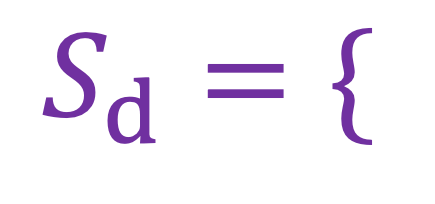 S_d = {